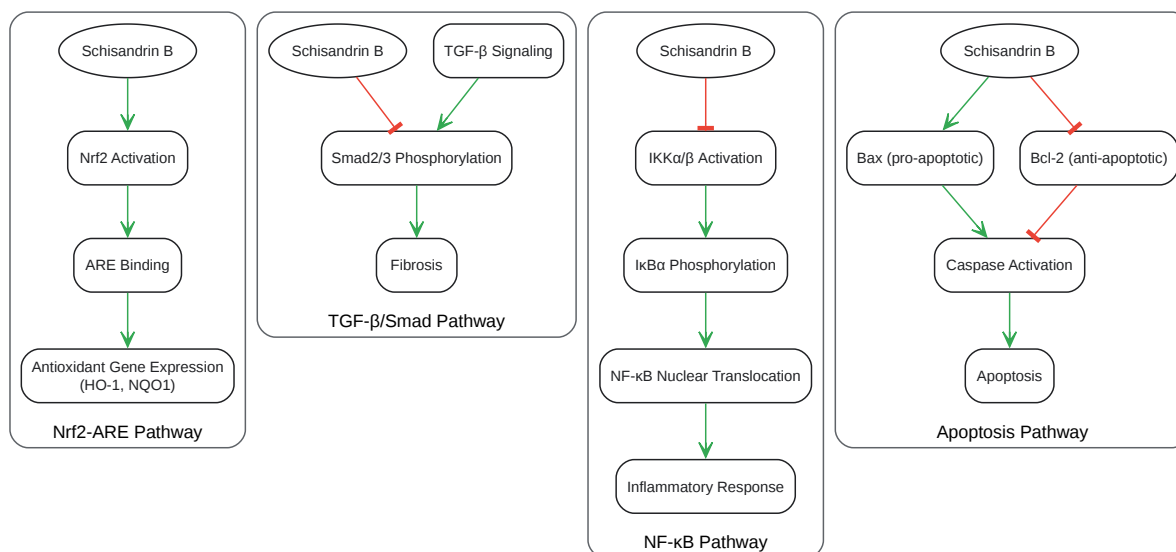 Schisandrin B
Nrf2 Activation
ARE Binding
Antioxidant Gene Expression
(HO-1, NQO1)
Nrf2-ARE Pathway
Schisandrin B
TGF-β Signaling
Smad2/3 Phosphorylation
Fibrosis
TGF-β/Smad Pathway
Schisandrin B
IKKα/β Activation
IκBα Phosphorylation
NF-κB Nuclear Translocation
Inflammatory Response
NF-κB Pathway
Schisandrin B
Bax (pro-apoptotic)
Bcl-2 (anti-apoptotic)
Caspase Activation
Apoptosis
Apoptosis Pathway